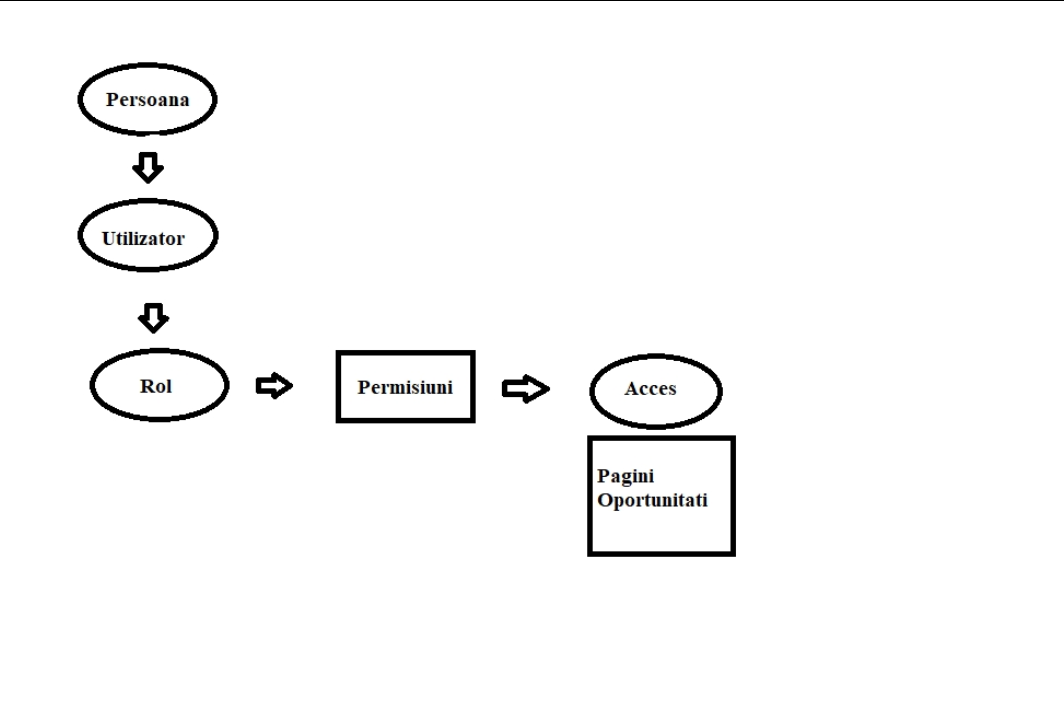 Persoana
Utilizator
Rol
Permisiuni
Acces
Pagini
Oportunitati